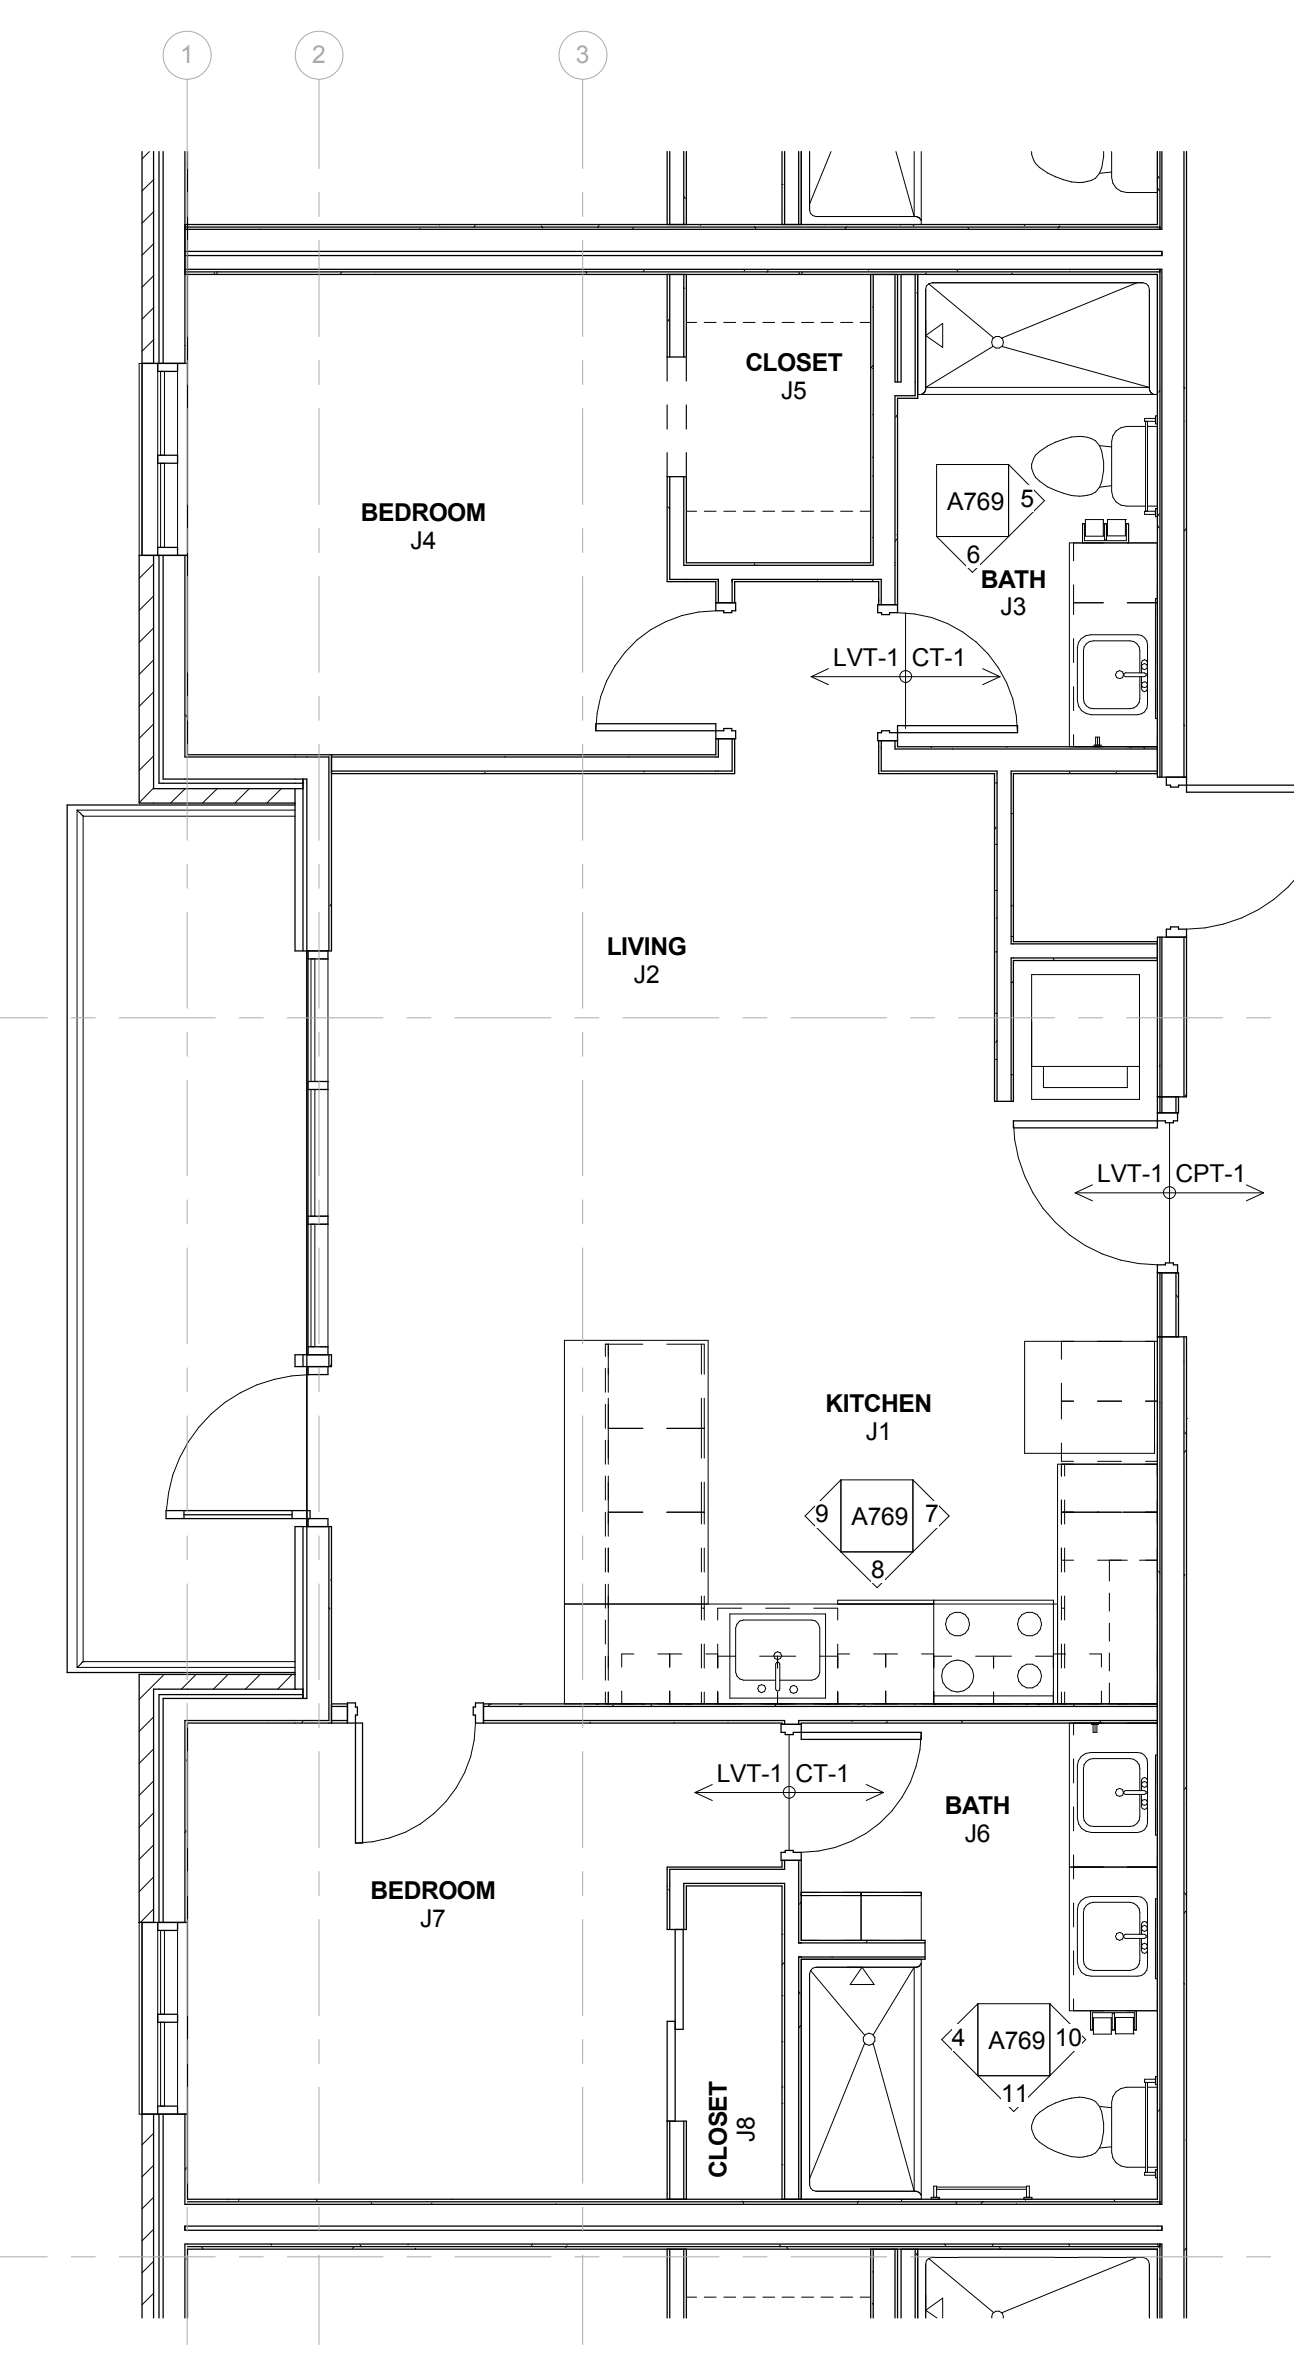 1
2
3
CLOSET
J5
BEDROOM
J4
A769
5
6
BATH
J3
LVT-1
CT-1
LIVING
J2
LVT-1
CPT-1
KITCHEN
J1
9
A769
7
8
LVT-1
CT-1
BATH
J6
BEDROOM
J7
4
A769
10
11
CLOSET
J8